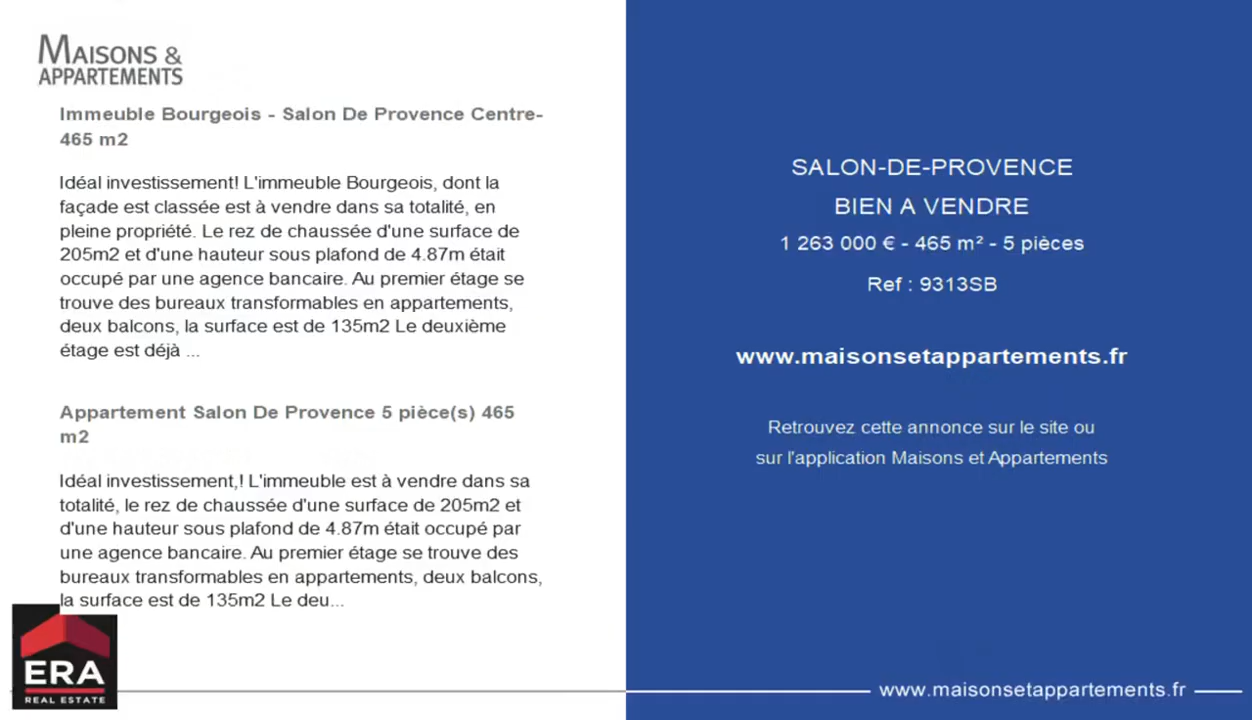 MAISONS &
APPARTEMENTS
Immeuble Bourgeois - Salon De Provence Centre-
465 m2
Idéal investissement! L'immeuble Bourgeois, dont la
façade est classée est à vendre dans sa totalité, en
pleine propriété. Le rez de chaussée d'une surface de
205m2 et d'une hauteur sous plafond de 4.87m était
occupé par une agence bancaire. Au premier étage se
trouve des bureaux transformables en appartements,
deux balcons, la surface est de 135m2 Le deuxième
étage est déjà ...
Appartement Salon De Provence 5 pièce(s) 465
m2
Idéal investissement,! L'immeuble est à vendre dans sa
totalité, le rez de chaussée d'une surface de 205m2 et
d'une hauteur sous plafond de 4.87m était occupé par
une agence bancaire. Au premier étage se trouve des
bureaux transformables en appartements, deux balcons,
la surface est de 135m2 Le deu...
ERA
REAL ESTATE
SALON-DE-PROVENCE
BIEN A VENDRE
1 263 000 € - 465 m² - 5 pièces
Ref : 9313SB
www.maisonsetappartements.fr
Retrouvez cette annonce sur le site ou
sur l'application Maisons et Appartements
www.maisonsetappartements.fr